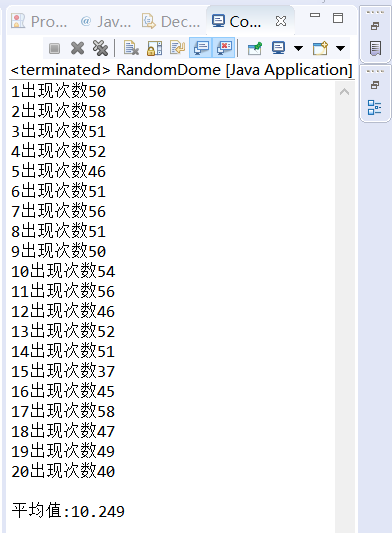 Pro...
Jav...
Dec...
Co...
<terminated> RandomDome [Java Application]
1出现次数50
2出现次数58
3出现次数51
4出现次数52
5出现次数46
6出现次数51
7出现次数56
8出现次数51
9出现次数50
10出现次数54
11出现次数56
12出现次数46
13出现次数52
14出现次数51
15出现次数37
16出现次数45
17出现次数58
18出现次数47
19出现次数49
20出现次数40
平均值:10.249